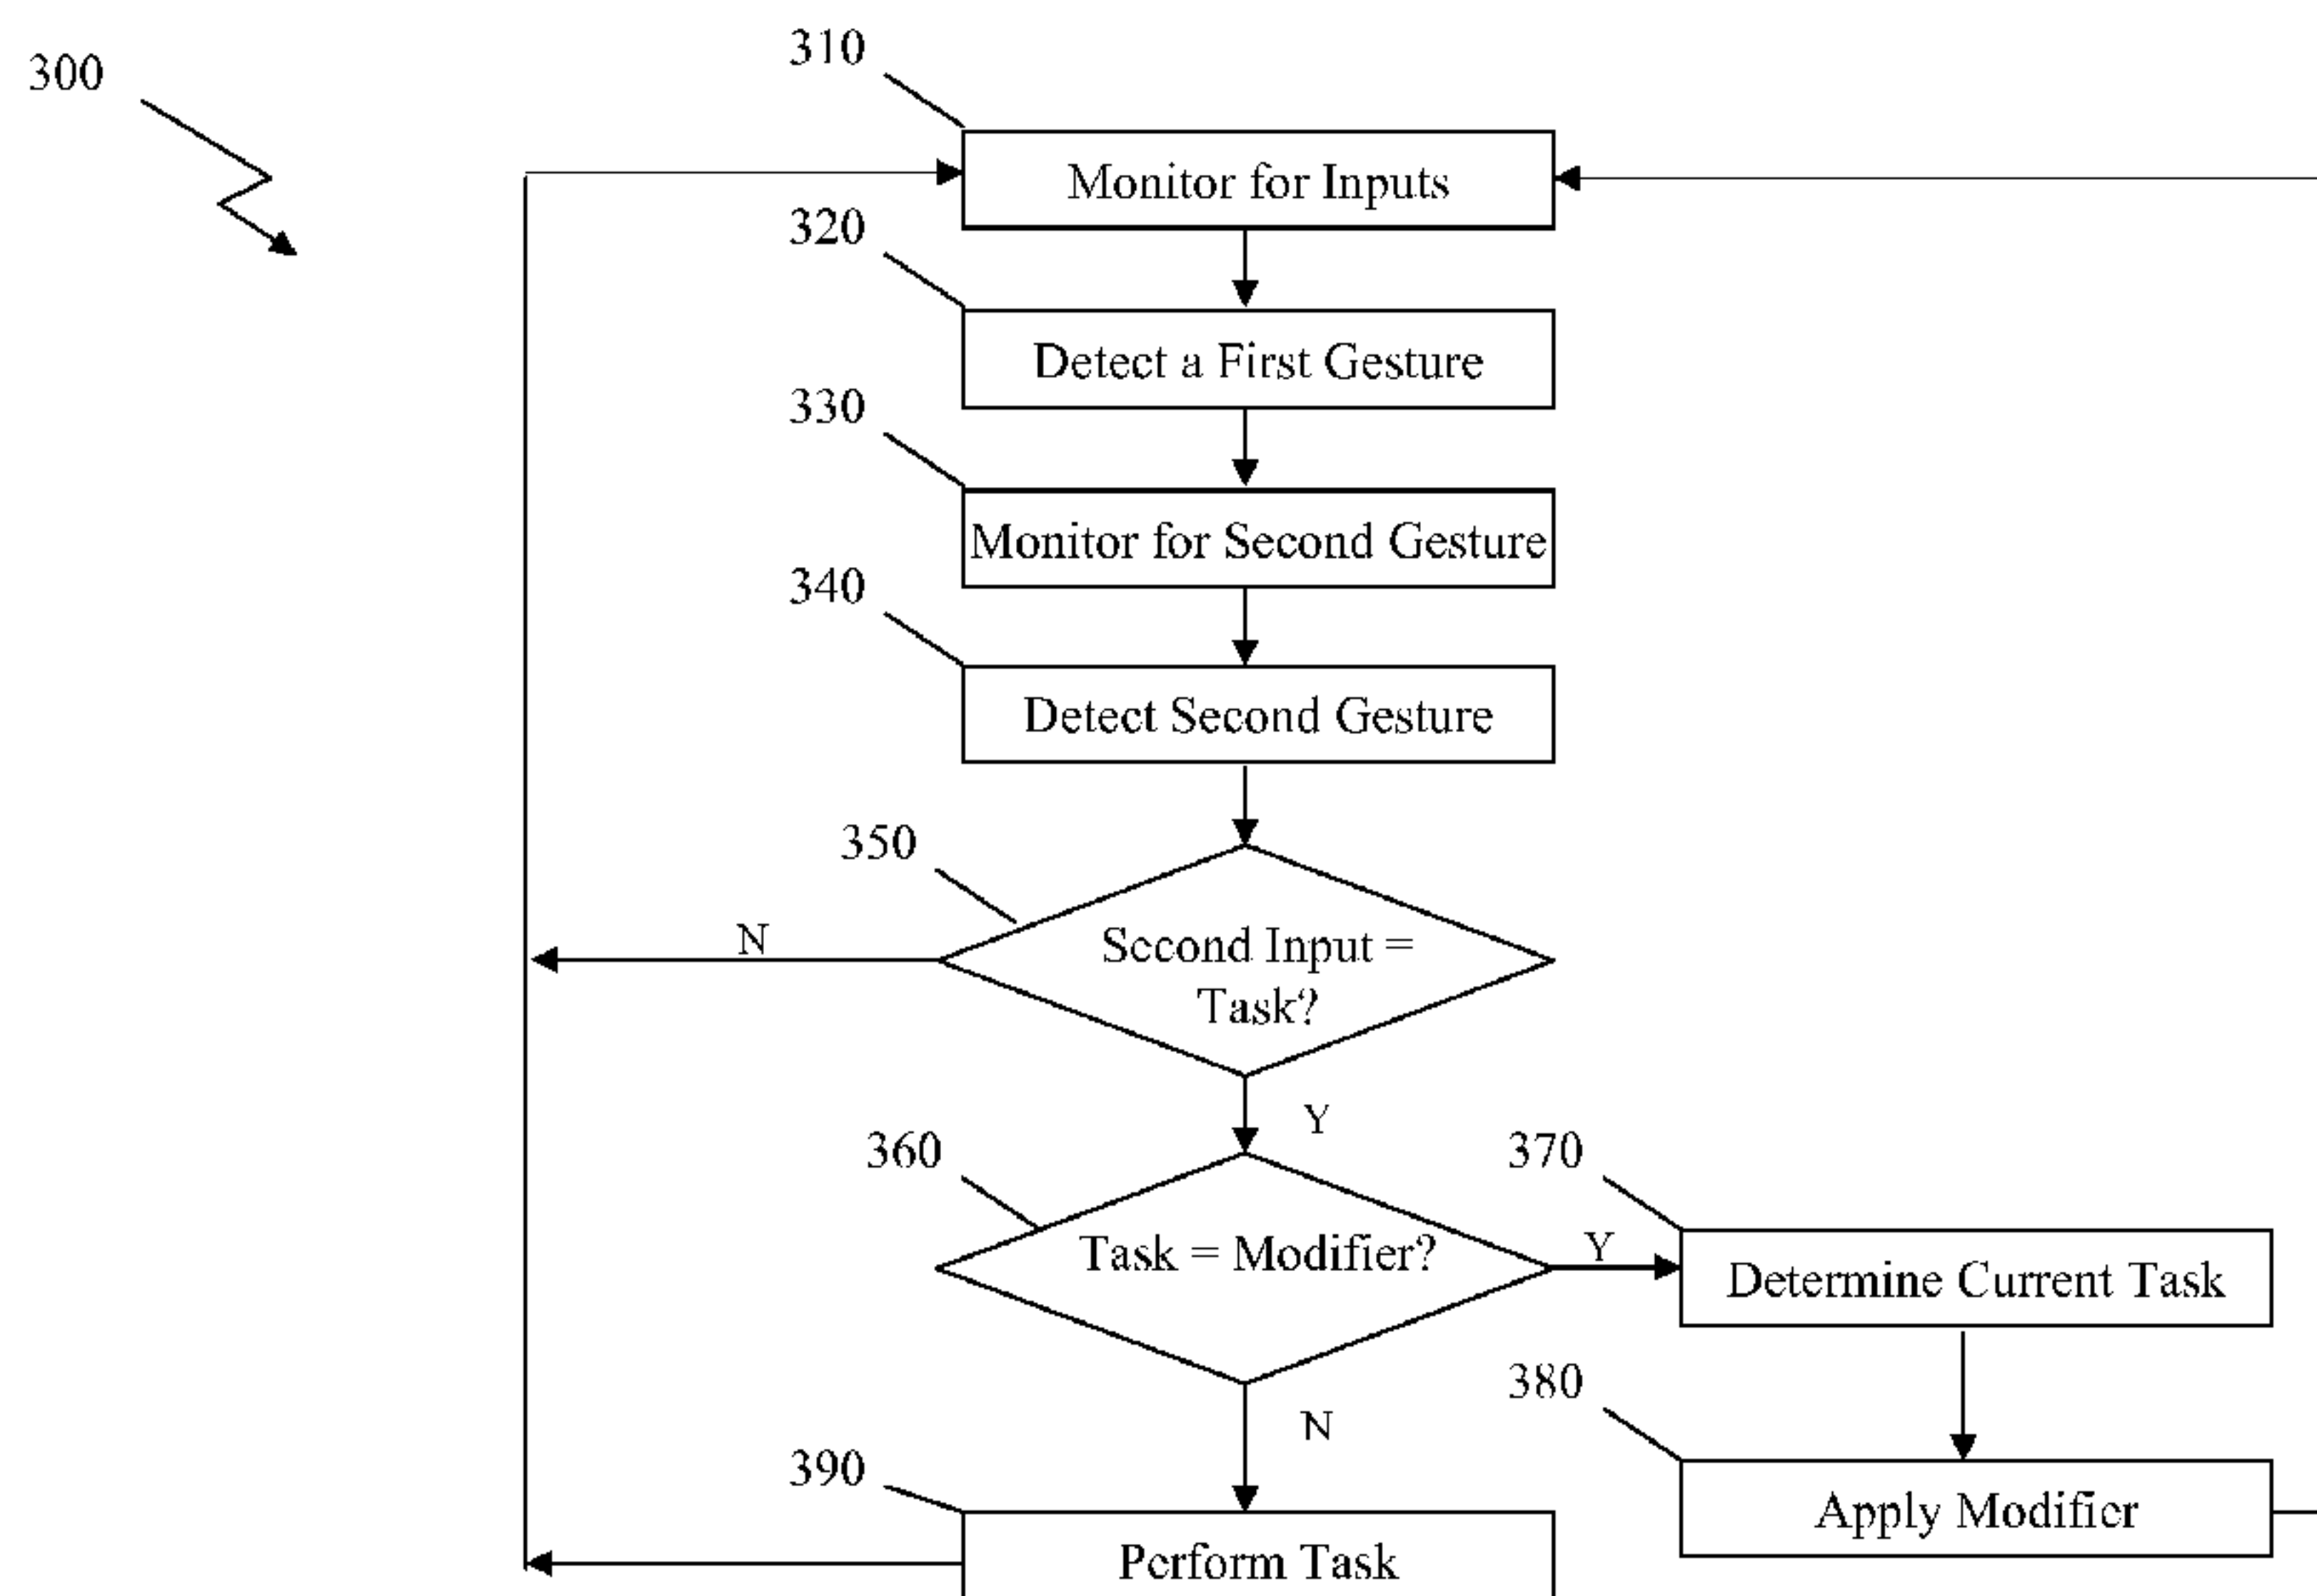 300
310
Monitor for Inputs
320
Detect a First Gesture
330
Monitor for Second Gesture
340
Detect Second Gesture
350
Second Input =
Task?
N
Y
360
Task = Modifier?
Y
370
Determine Current Task
N
380
Apply Modifier
390
Perform Task